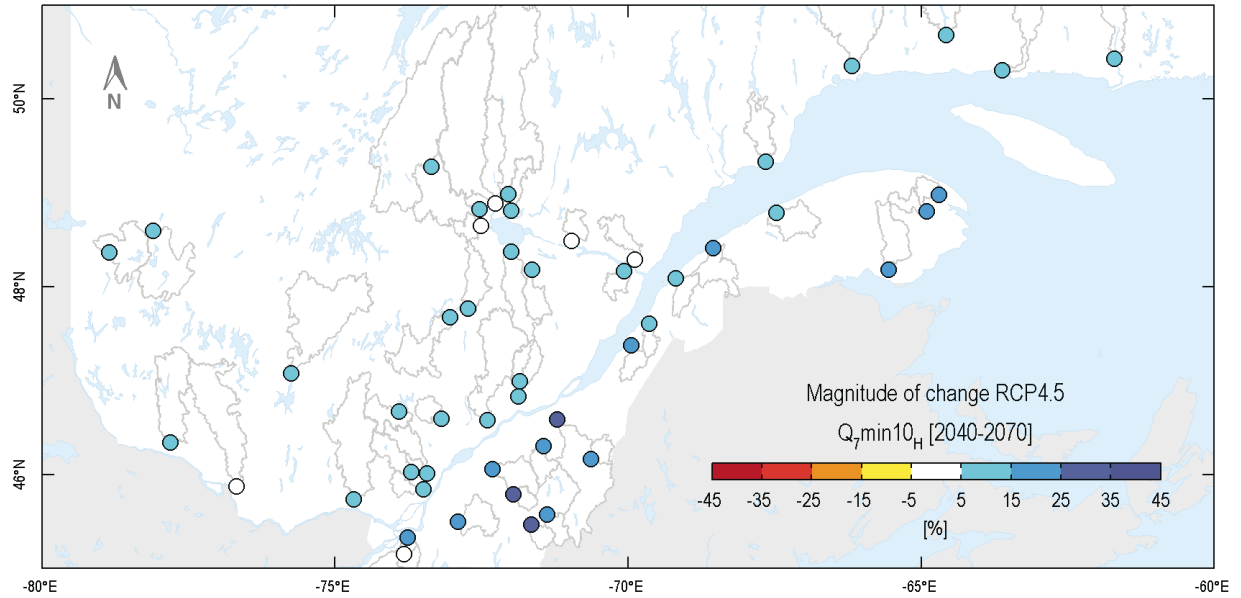 N
50°N
48°N
46°N
Magnitude of change RCP4.5
Q7min10H [2040-2070]
-45 -35 -25 -15 -5 5 15 25 35 45
[%]
-80°E -75°E -70°E -65°E -60°E